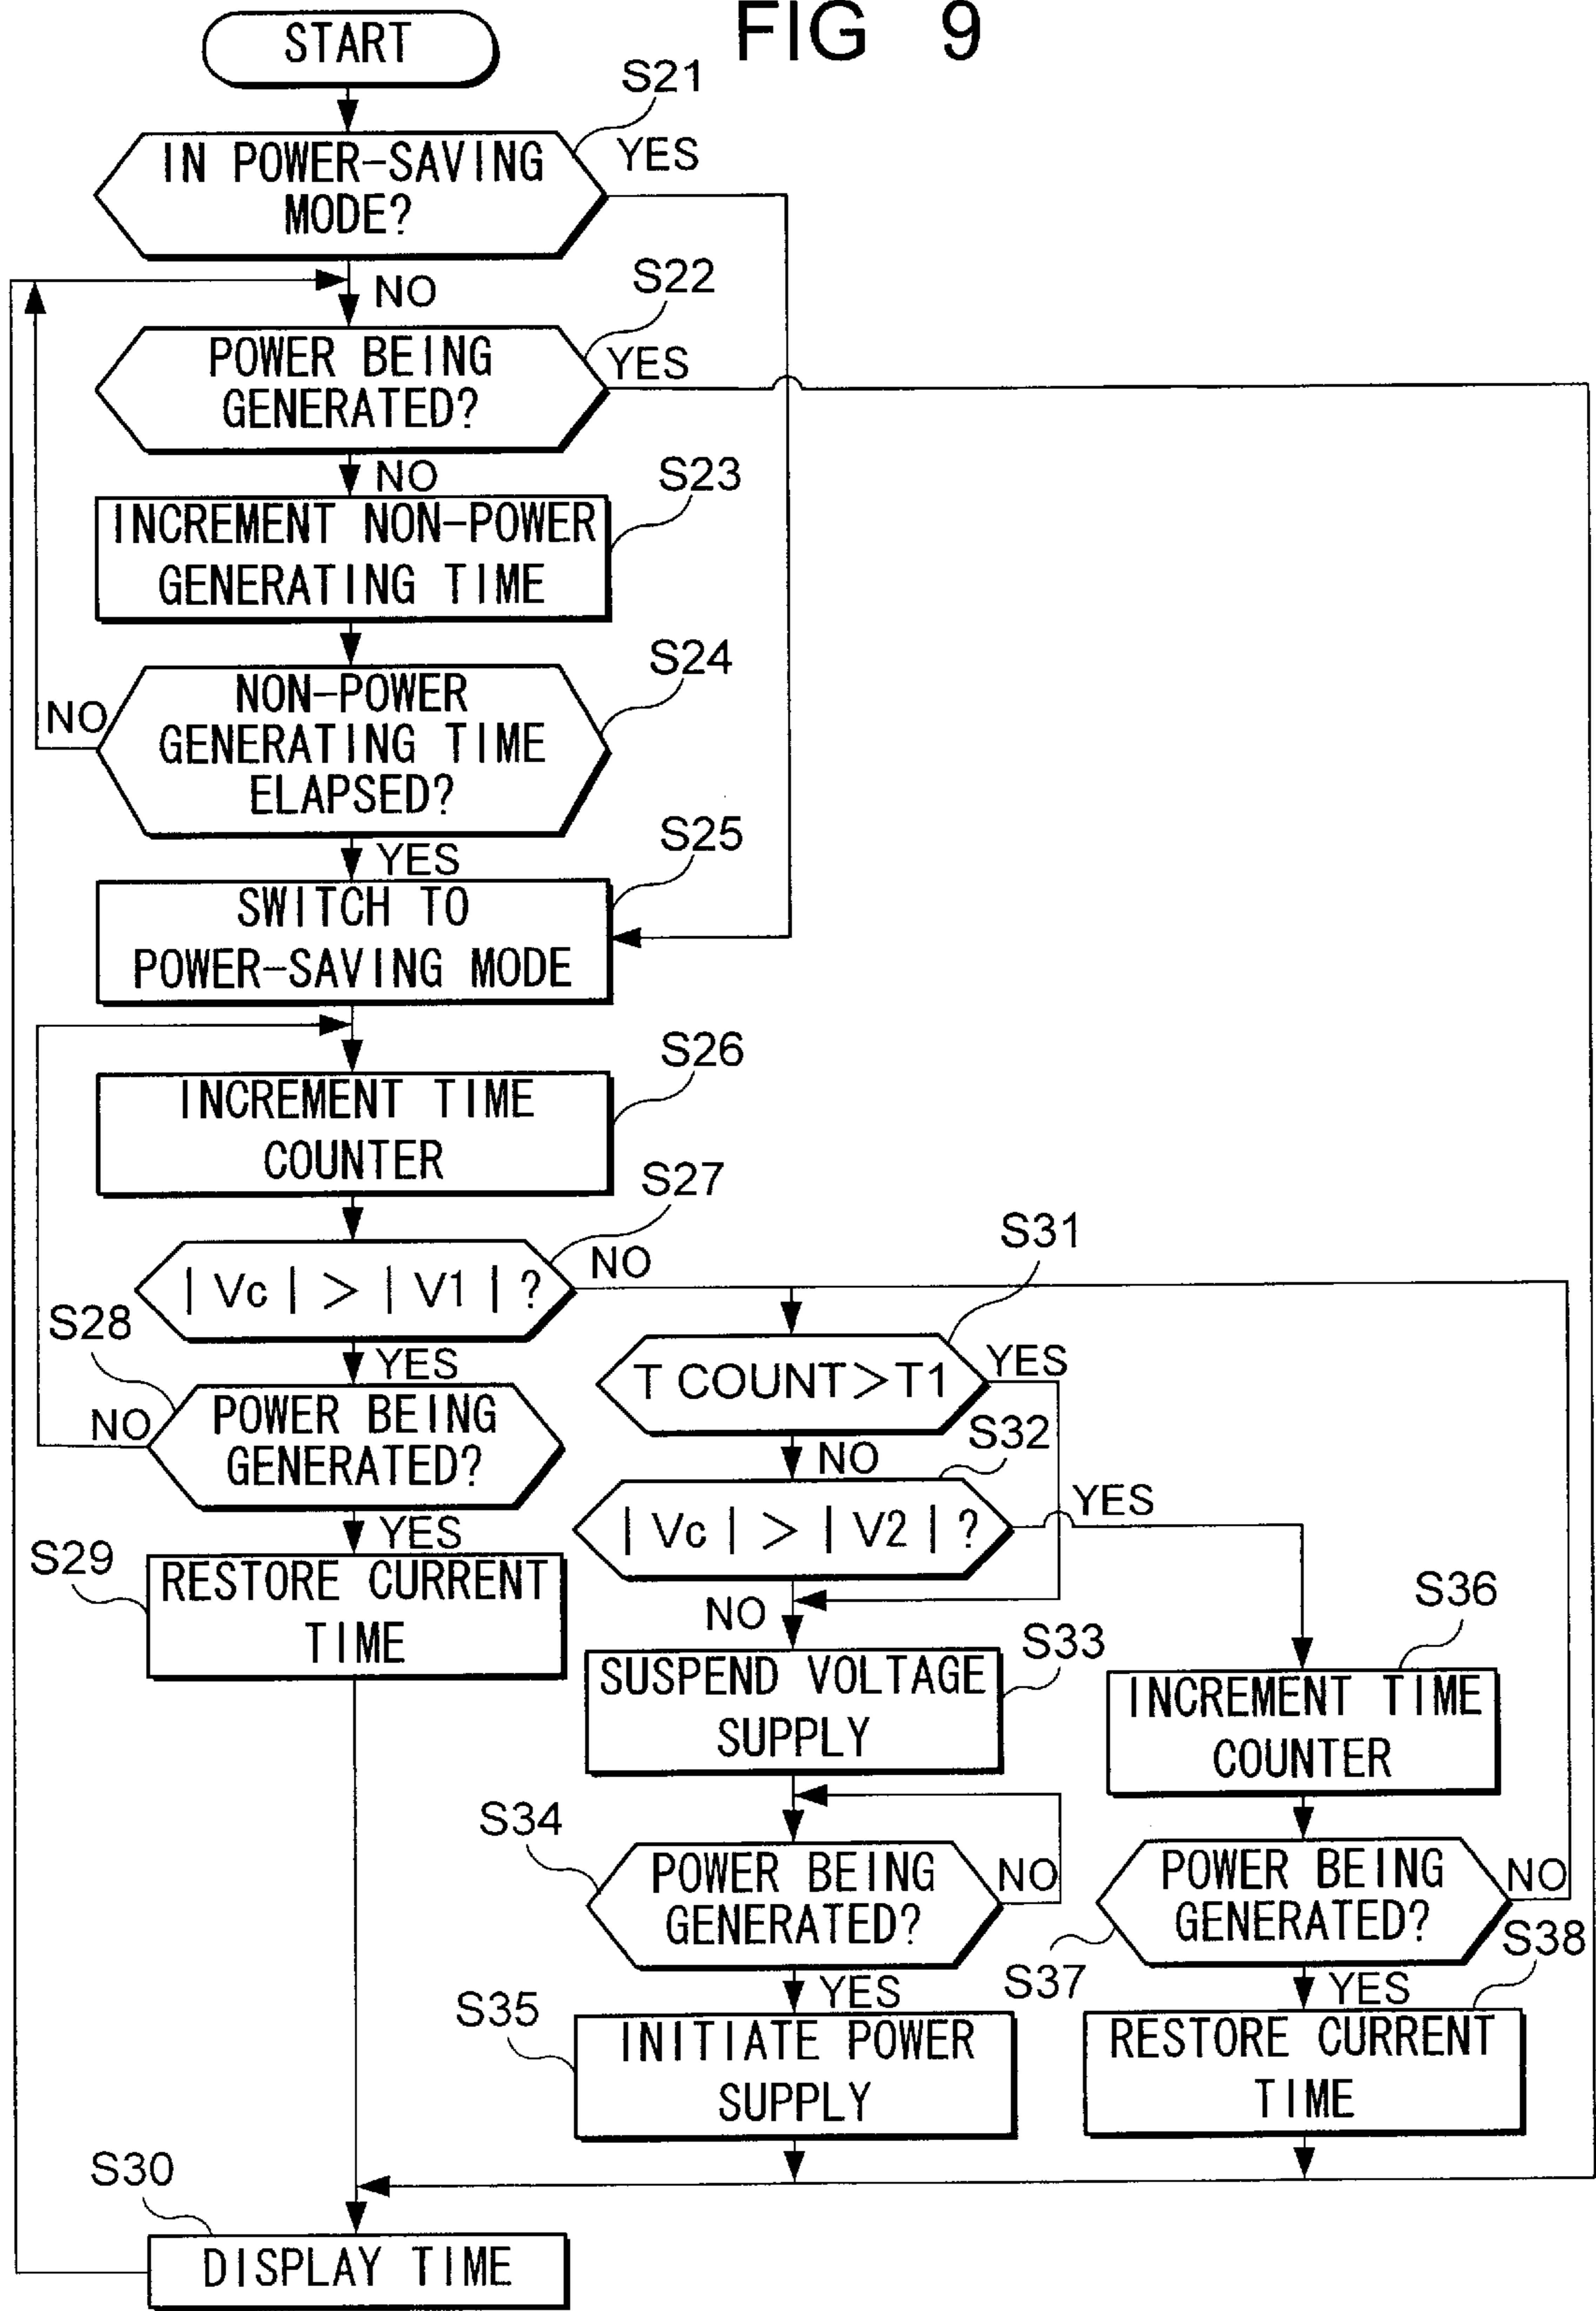 FIG 9
START
S21
IN POWER-SAVING
MODE?
YES
NO
S22
POWER BEING
GENERATED?
YES
NO
S23
INCREMENT NON-POWER
GENERATING TIME
S24
NON-POWER
GENERATING TIME
ELAPSED?
NO
YES
S25
SWITCH TO
POWER-SAVING MODE
S26
INCREMENT TIME
COUNTER
S27
| Vc | > | V1 | ?
NO
YES
S28
POWER BEING
GENERATED?
NO
YES
S29
RESTORE CURRENT
TIME
S31
T COUNT>T1
YES
NO
S32
| Vc | > | V2 | ?
YES
NO
S33
SUSPEND VOLTAGE
SUPPLY
S34
POWER BEING
GENERATED?
NO
YES
S35
INITIATE POWER
SUPPLY
S36
INCREMENT TIME
COUNTER
S37
POWER BEING
GENERATED?
NO
YES
S38
RESTORE CURRENT
TIME
S30
DISPLAY TIME